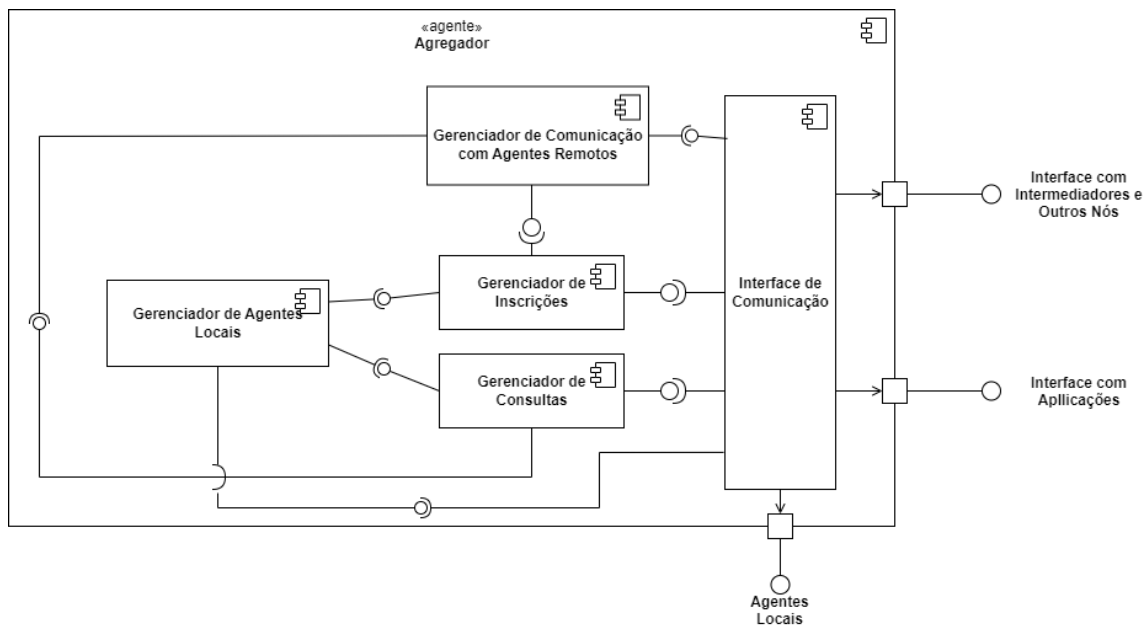 «agente»
Agregador
Gerenciador de Comunicação
com Agentes Remotos
Interface com
Intermediadores e
Outros Nós
Gerenciador de
Inscrições
Interface de
Comunicação
Gerenciador de Agentes
Locais
Gerenciador de
Consultas
Interface com
Apllicações
Agentes
Locais